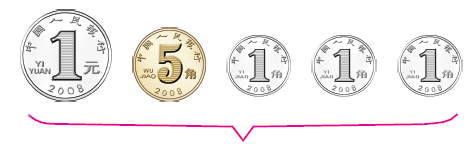 中国人民银行
YI
YUAN
1
元
2008
中国人民银行
WU
JIAO
5
角
2008
中国人民银行
YI
JIAO
1
角
2008
中国人民银行
YI
JIAO
1
角
2008
中国人民银行
YI
JIAO
1
角
2008